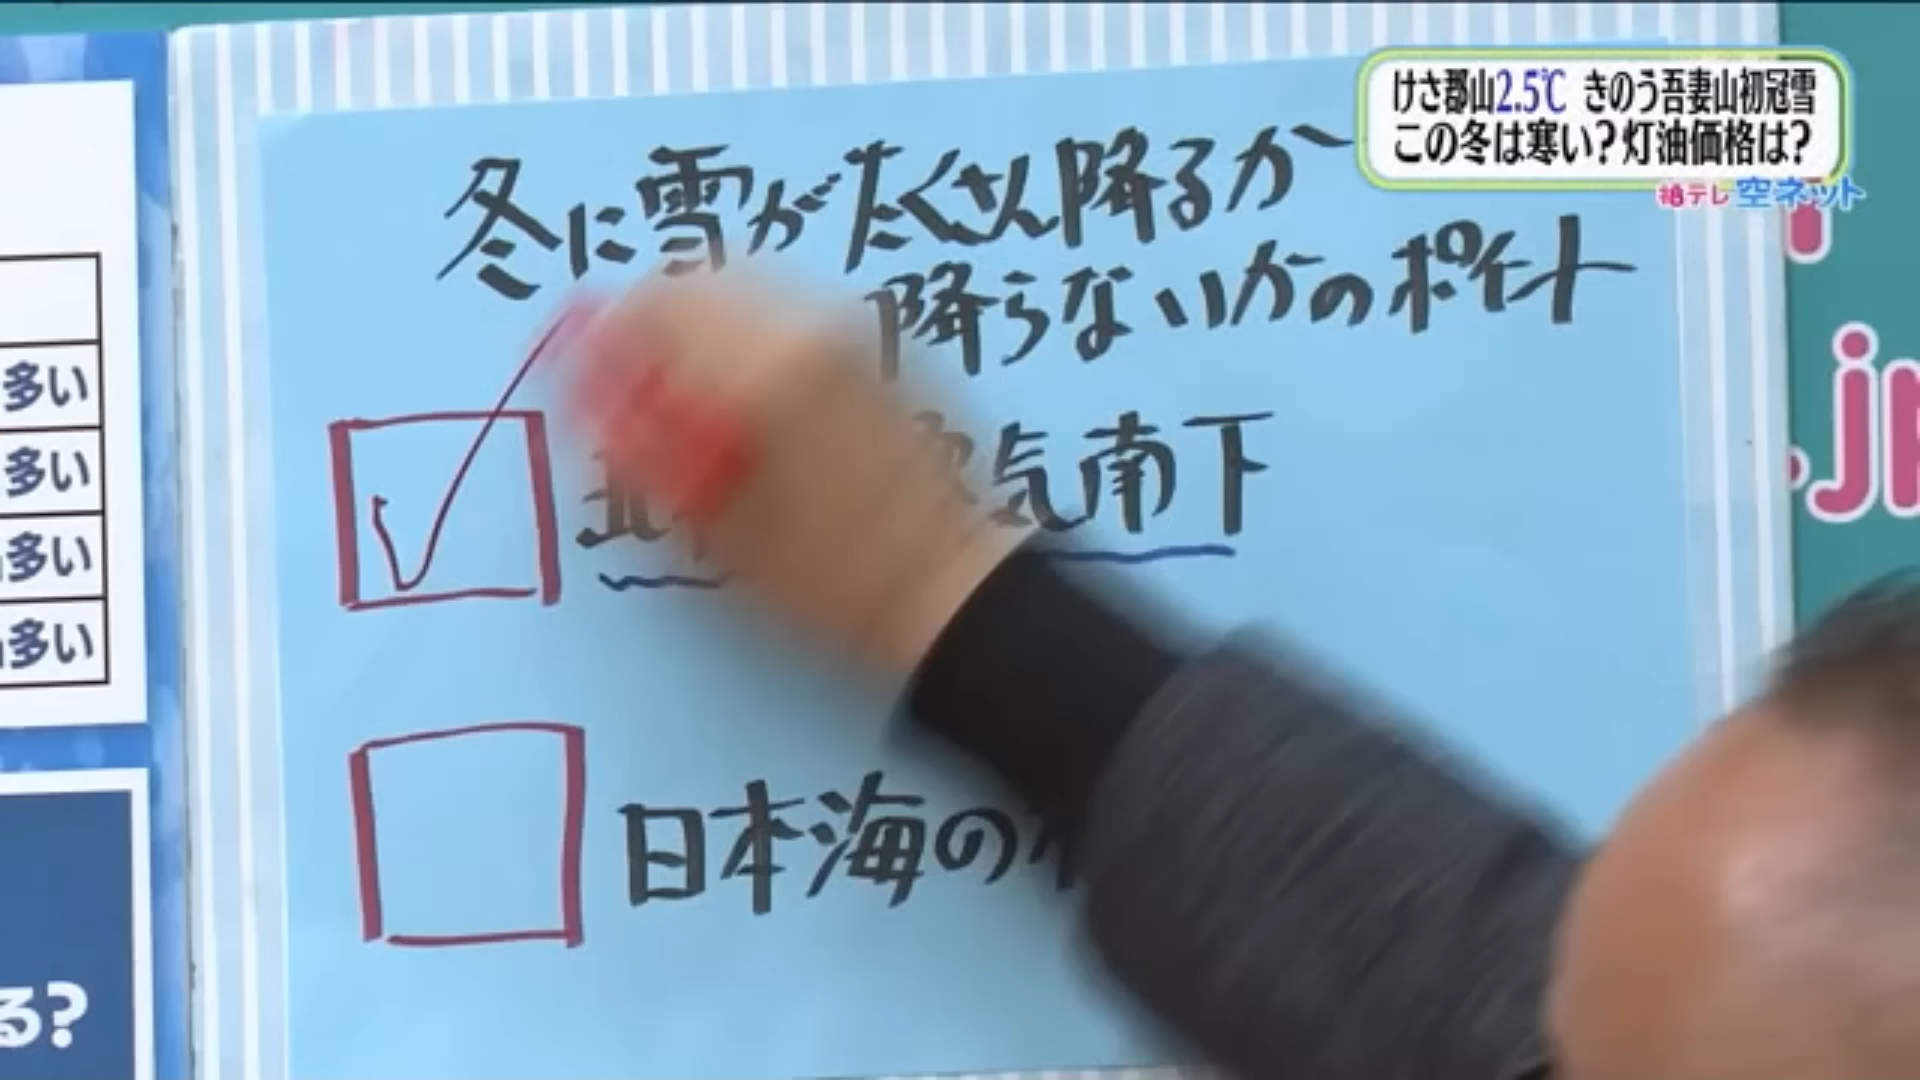 けさ郡山2.5℃ きのう吾妻山初冠雪
この冬は寒い?灯油価格は?
福テレ空ネット
冬に雪がたくさん降るか
降らないかのポイント
気南下
日本海の
多い
多い
多い
多い
る?
.jp